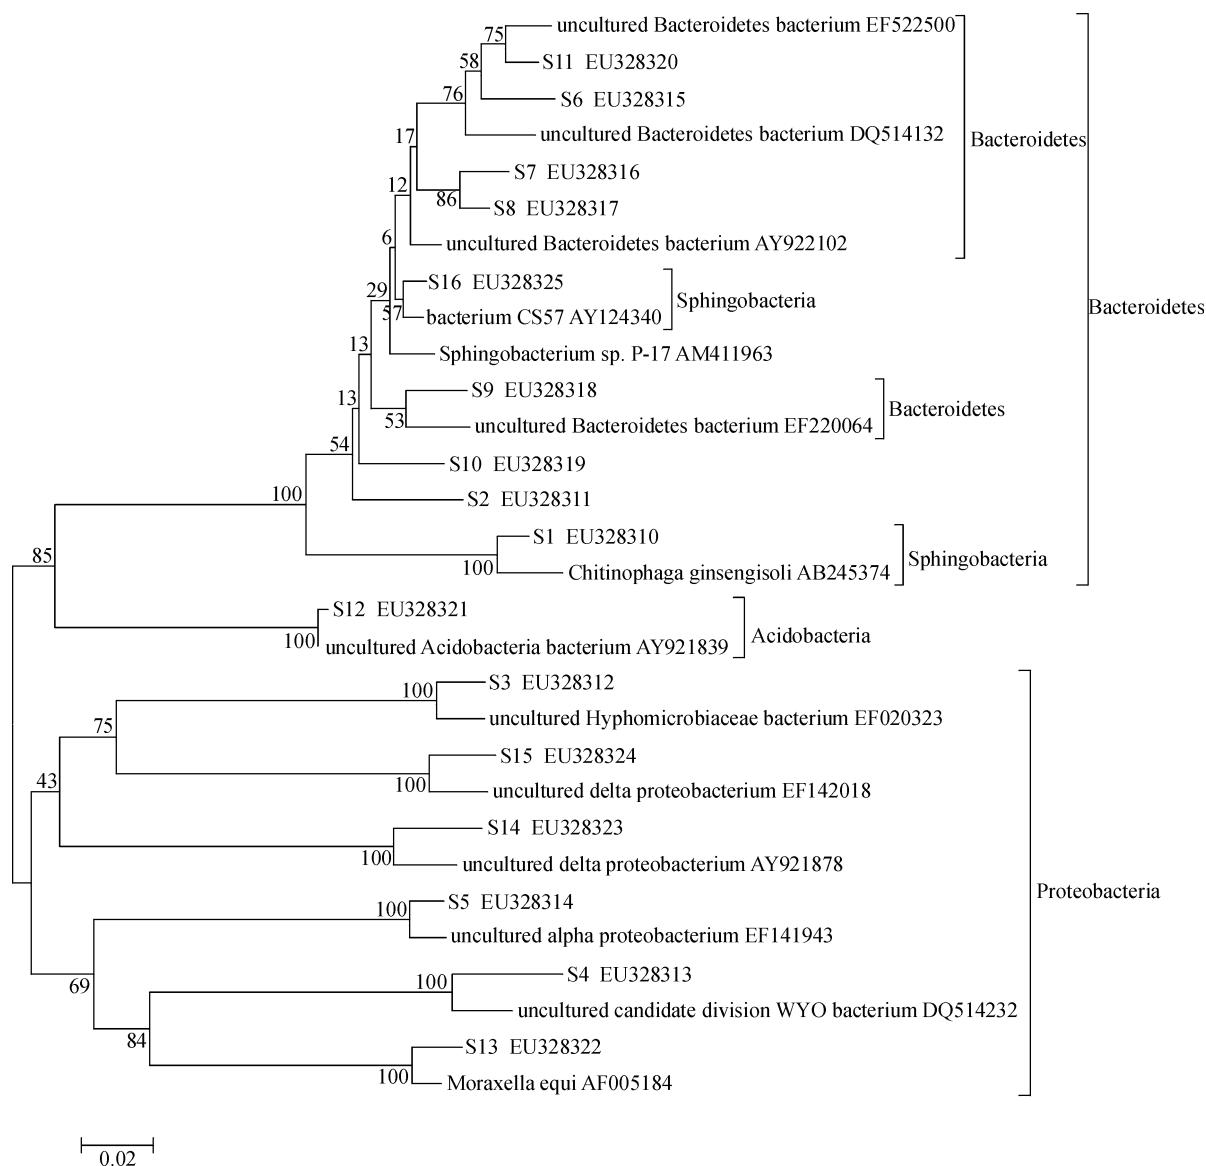 uncultured Bacteroidetes bacterium EF522500
75
S11 EU328320
58
S6 EU328315
76
uncultured Bacteroidetes bacterium DQ514132
Bacteroidetes
17
S7 EU328316
12
86
S8 EU328317
6
uncultured Bacteroidetes bacterium AY922102
S16 EU328325
29
Sphingobacteria
Bacteroidetes
57
bacterium CS57 AY124340
13
Sphingobacterium sp. P-17 AM411963
S9 EU328318
13
Bacteroidetes
53
uncultured Bacteroidetes bacterium EF220064
54
S10 EU328319
100
S2 EU328311
S1 EU328310
85
Sphingobacteria
100
Chitinophaga ginsengisoli AB245374
S12 EU328321
Acidobacteria
100
uncultured Acidobacteria bacterium AY921839
S3 EU328312
100
uncultured Hyphomicrobiaceae bacterium EF020323
75
S15 EU328324
43
100
uncultured delta proteobacterium EF142018
S14 EU328323
100
uncultured delta proteobacterium AY921878
Proteobacteria
S5 EU328314
100
uncultured alpha proteobacterium EF141943
S4 EU328313
69
100
uncultured candidate division WYO bacterium DQ514232
84
S13 EU328322
100
Moraxella equi AF005184
0.02